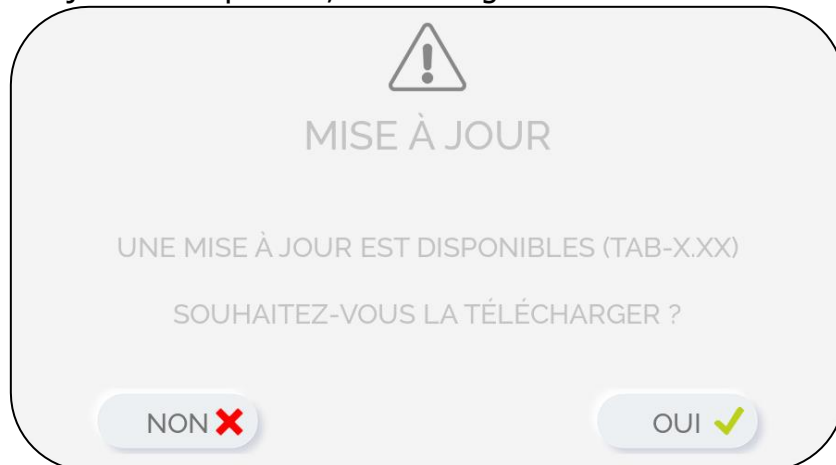 MISE À JOUR
UNE MISE À JOUR EST DISPONIBLES (TAB-X.XX)
SOUHAITEZ-VOUS LA TÉLÉCHARGER ?
NON
OUI